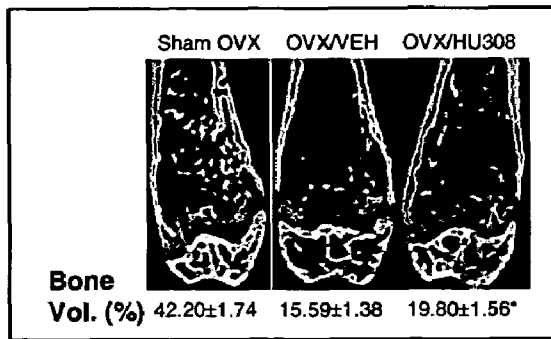 Sham OVX OVX/VEH OVX/HU308
Bone
Vol. (%) 42.20±1.74 15.59±1.38 19.80±1.56*